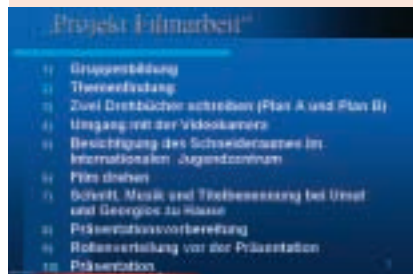 „Projekt Filmarbeit“
1) Gruppenbildung
2) Themenfindung
3) Zwei Drehbücher schreiben (Plan A und Plan B)
4) Umgang mit der Videokamera
5) Besichtigung des Schneideraumes im
Internationalen Jugendzentrum
6) Film drehen
7) Schnitt, Musik und Titelbenennung bei Umut
und Georgios zu Hause
8) Präsentationsvorbereitung
9) Rollenverteilung vor der Präsentation
10) Präsentation